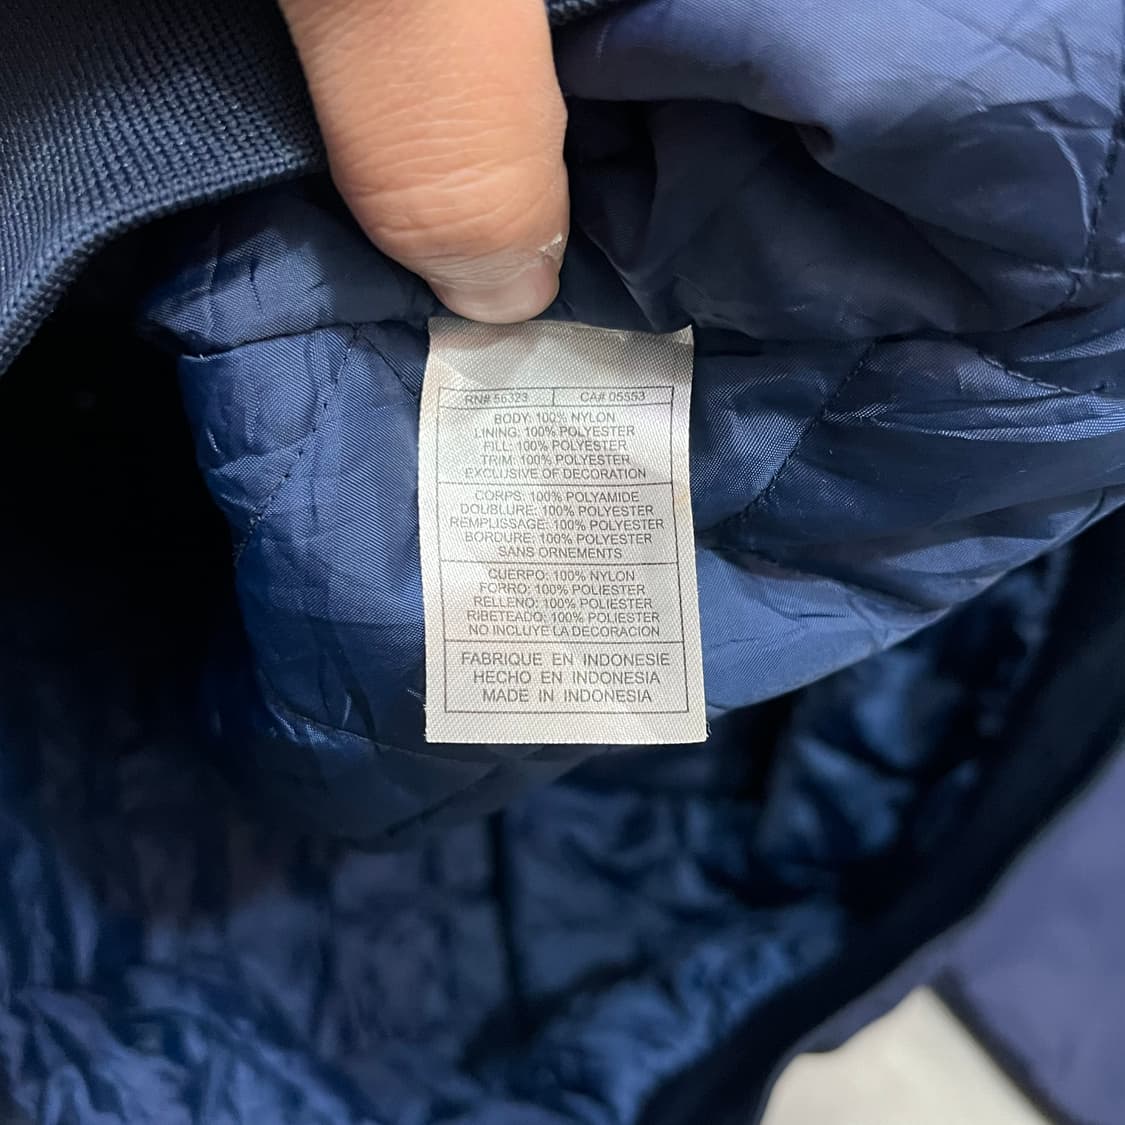 RN# 56323 CA# 05553
BODY: 100% NYLON
LINING: 100% POLYESTER
FILL: 100% POLYESTER
TRIM: 100% POLYESTER
EXCLUSIVE OF DECORATION
CORPS: 100% POLYAMIDE
DOUBLURE: 100% POLYESTER
REMPLISSAGE: 100% POLYESTER
BORDURE: 100% POLYESTER
SANS ORNEMENTS
CUERPO: 100% NYLON
FORRO: 100% POLIESTER
RELLENO: 100% POLIESTER
RIBETEADO: 100% POLIESTER
NO INCLUYE LA DECORACION
FABRIQUE EN INDONESIE
HECHO EN INDONESIA
MADE IN INDONESIA